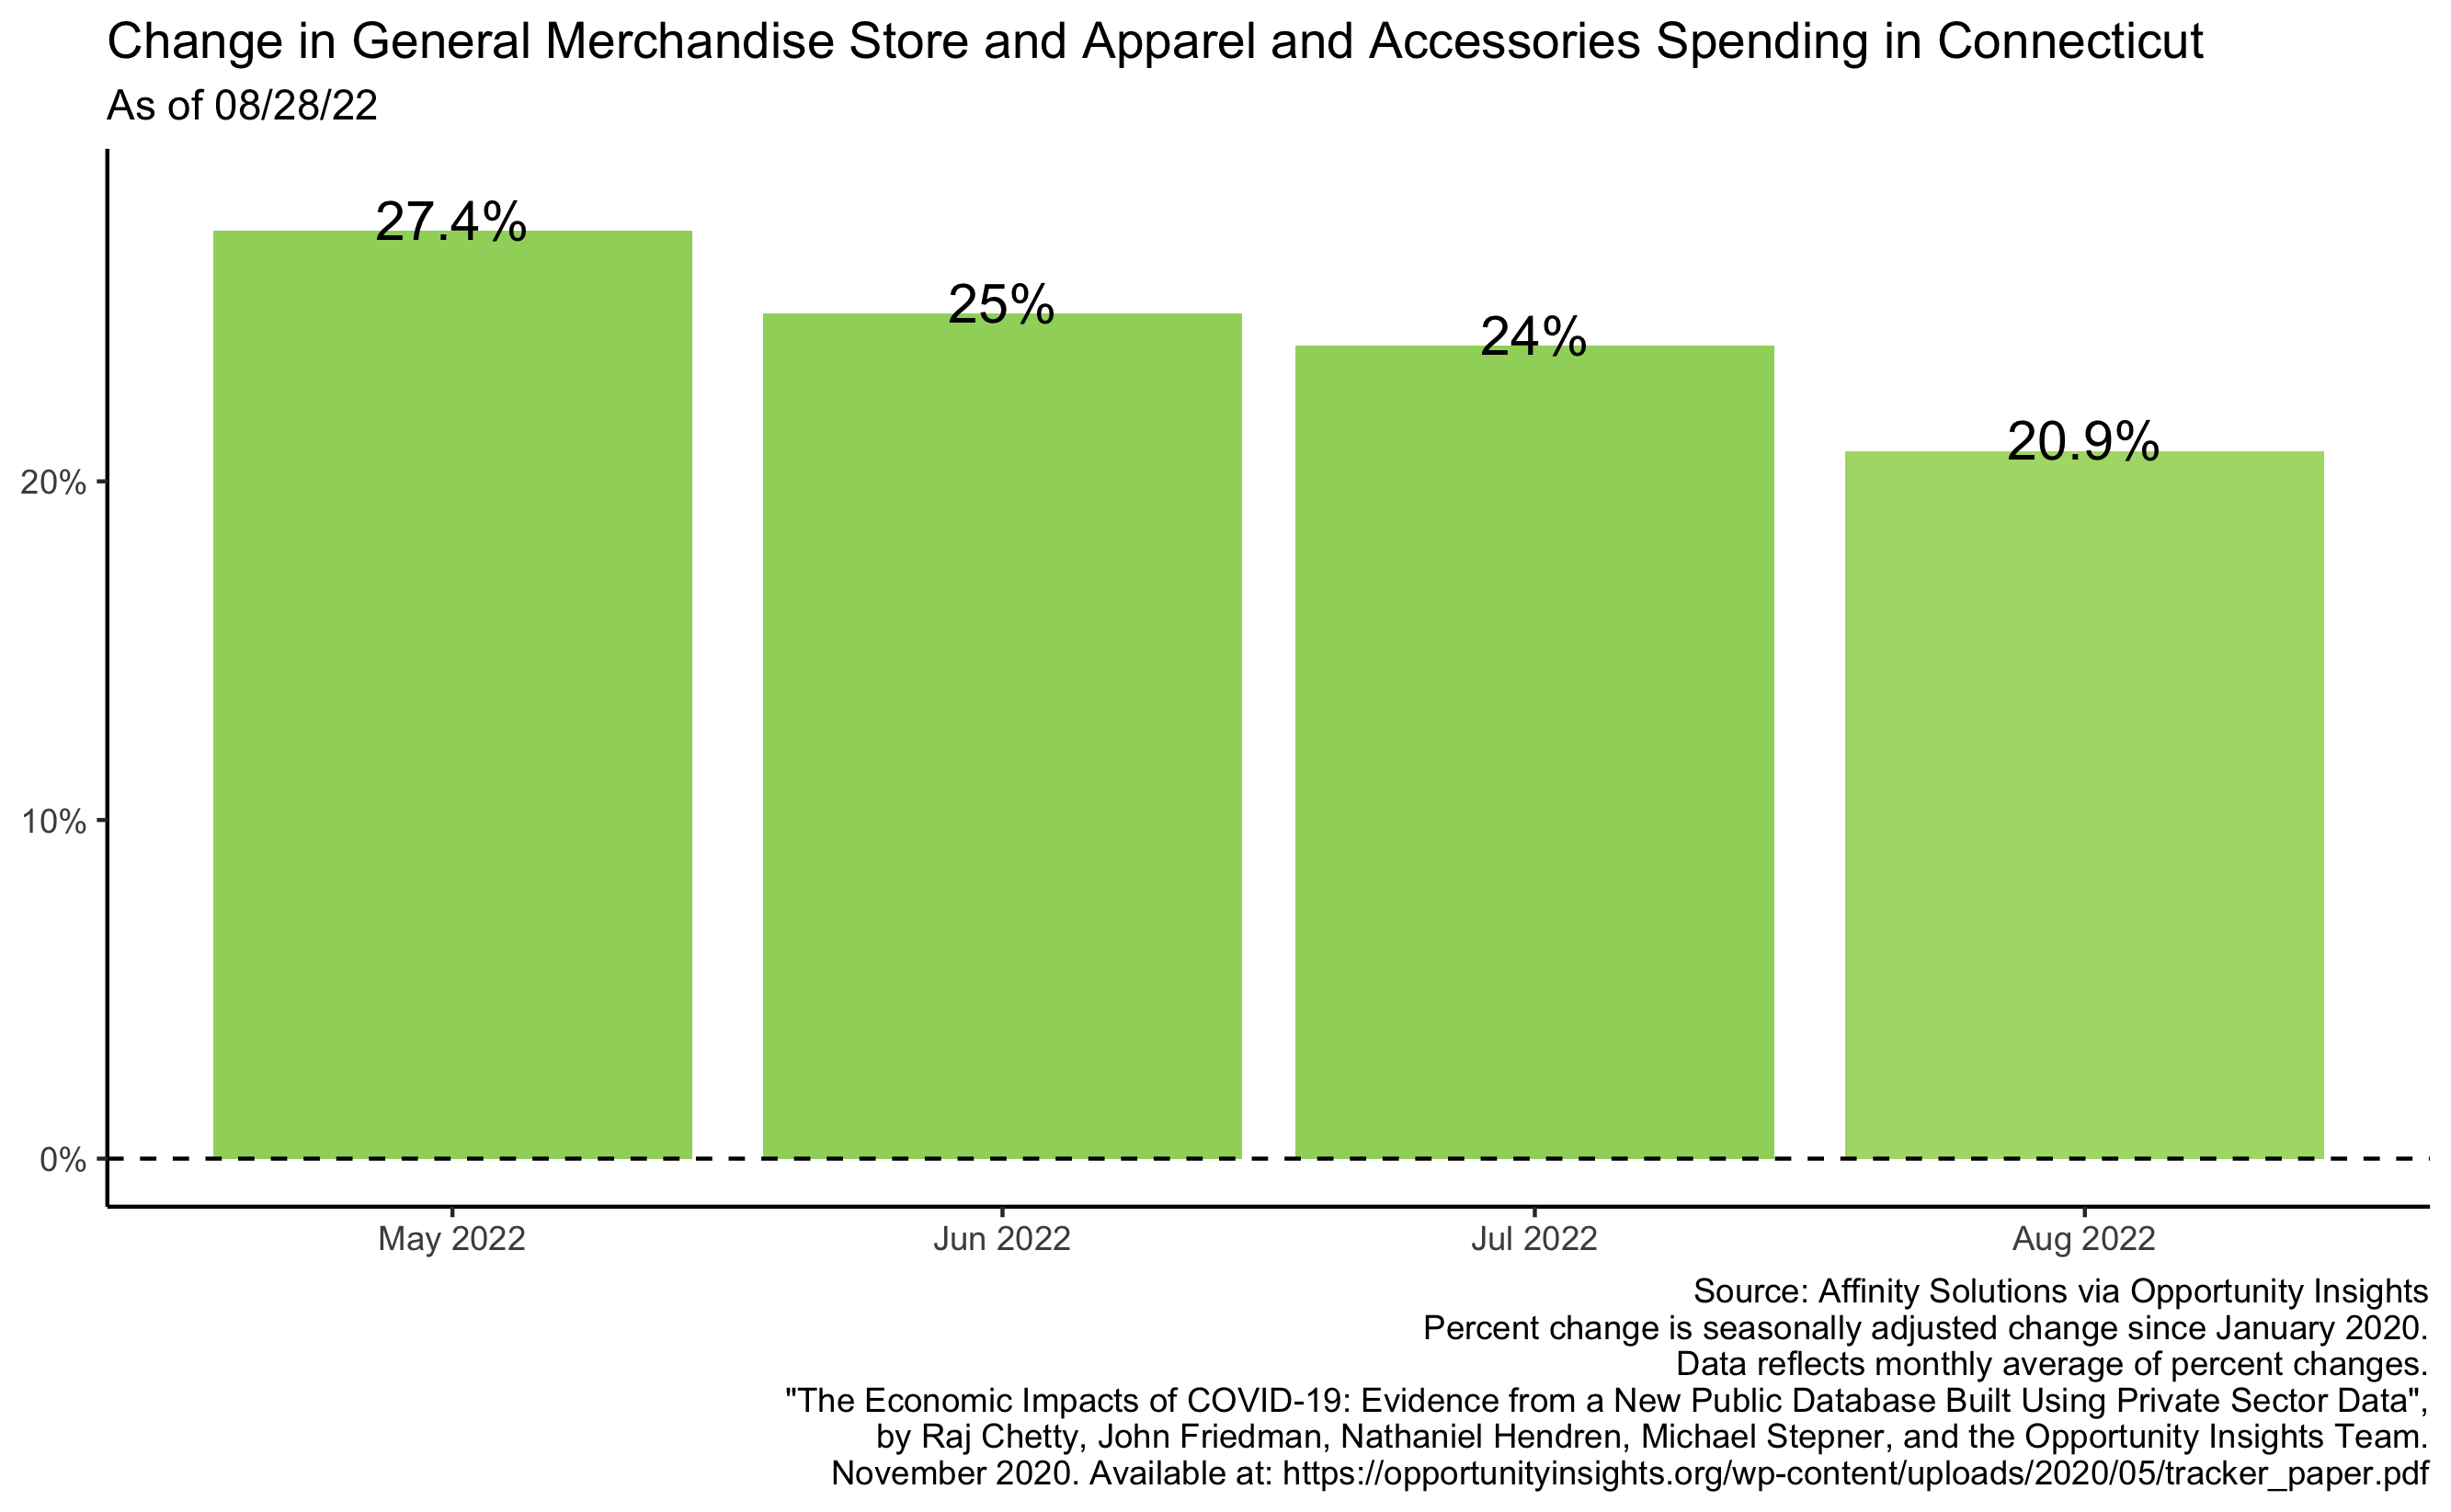 Change in General Merchandise Store and Apparel and Accessories Spending in Connecticut
As of 08/28/22
27.4%
25%
24%
20.9%
20%
10%
0%
May 2022
Jun 2022
Jul 2022
Aug 2022
Source: Affinity Solutions via Opportunity Insights
Percent change is seasonally adjusted change since January 2020.
Data reflects monthly average of percent changes.
"The Economic Impacts of COVID-19: Evidence from a New Public Database Built Using Private Sector Data",
by Raj Chetty, John Friedman, Nathaniel Hendren, Michael Stepner, and the Opportunity Insights Team.
November 2020. Available at: https://opportunityinsights.org/wp-content/uploads/2020/05/tracker_paper.pdf